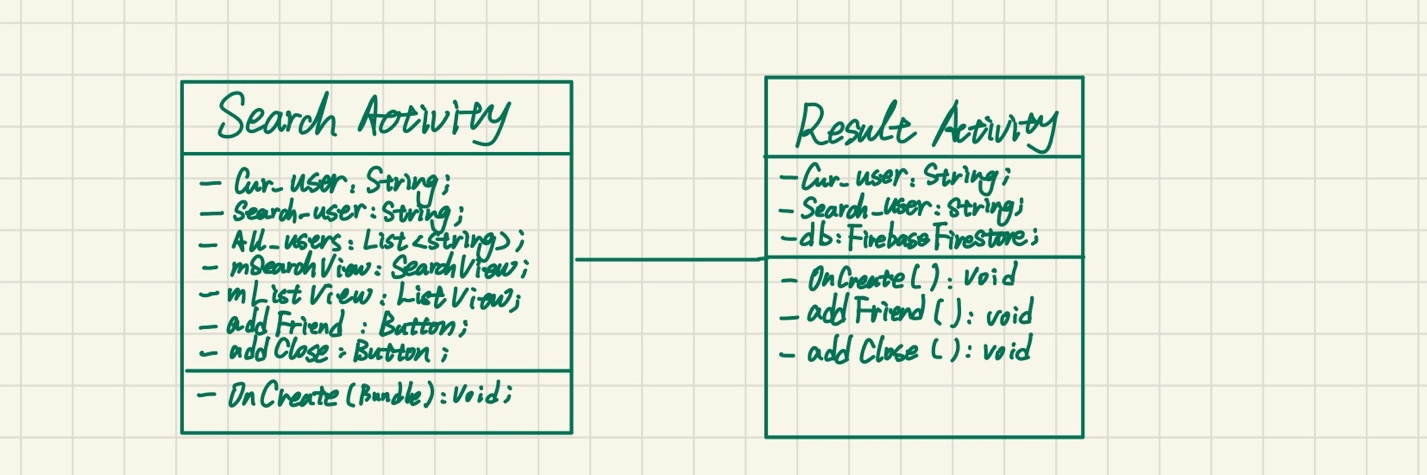 Search Activity
- Cur_user: String;
- Search_user: String;
- All_users: List<string>;
- mSearchView: SearchView;
- mListView: ListView;
- addFriend : Button;
- addClose : Button ;
- OnCreate (Bundle): Void;
Result Activity
- Cur_user: String;
- Search_user: String;
- db: FirebaseFirestore;
- OnCreate ( ): Void
- addFriend ( ): void
- addClose ( ): void